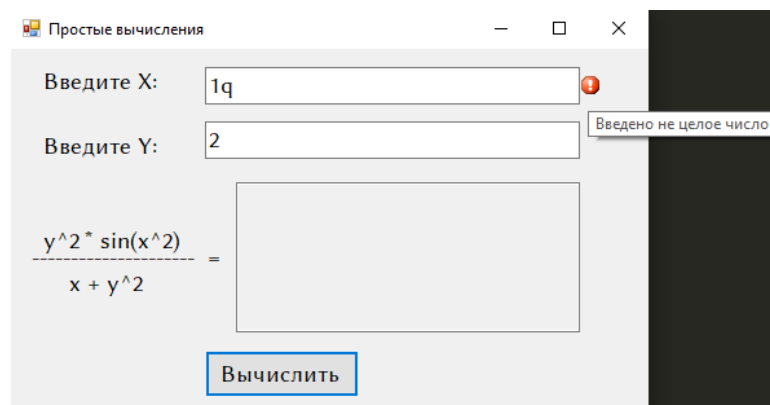 Простые вычисления
Введите X:
1q
Введено не целое число
Введите Y:
2
y^2 * sin(x^2)
---------------------
=
x + y^2
Вычислить